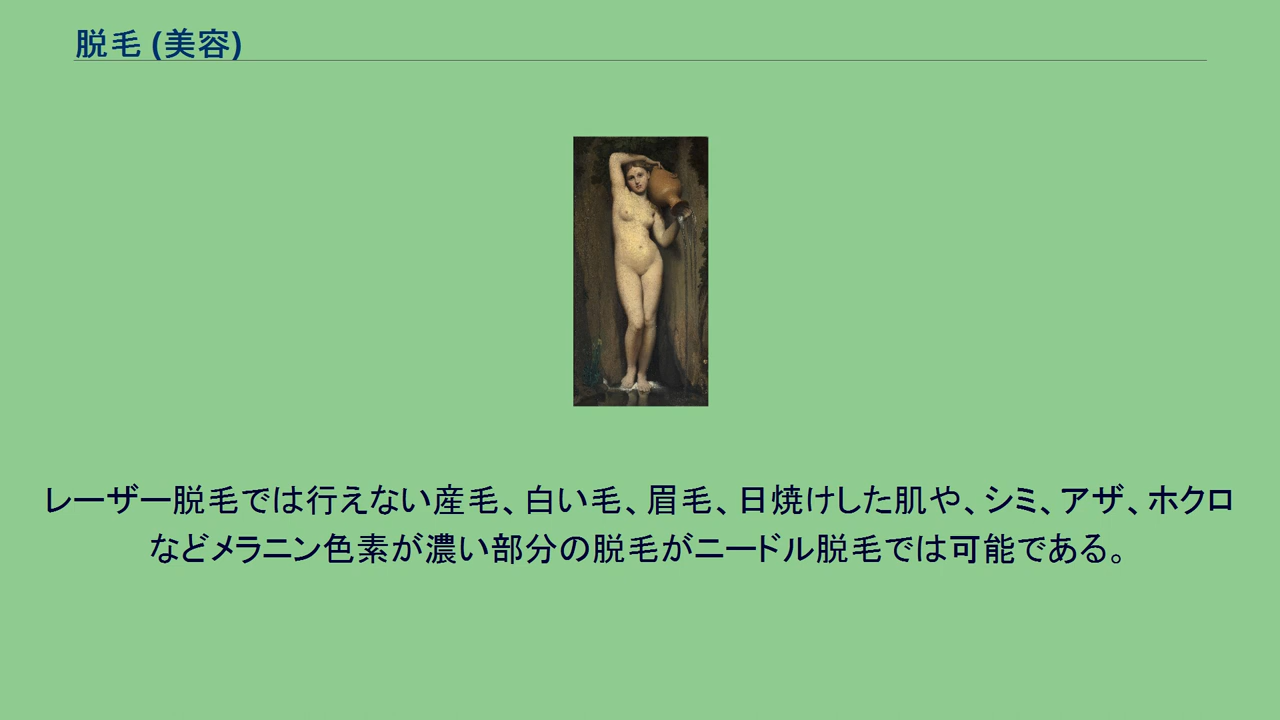 脱毛 (美容)
レーザー脱毛では行えない産毛、白い毛、眉毛、日焼けした肌や、シミ、アザ、ホクロ
などメラニン色素が濃い部分の脱毛がニードル脱毛では可能である。